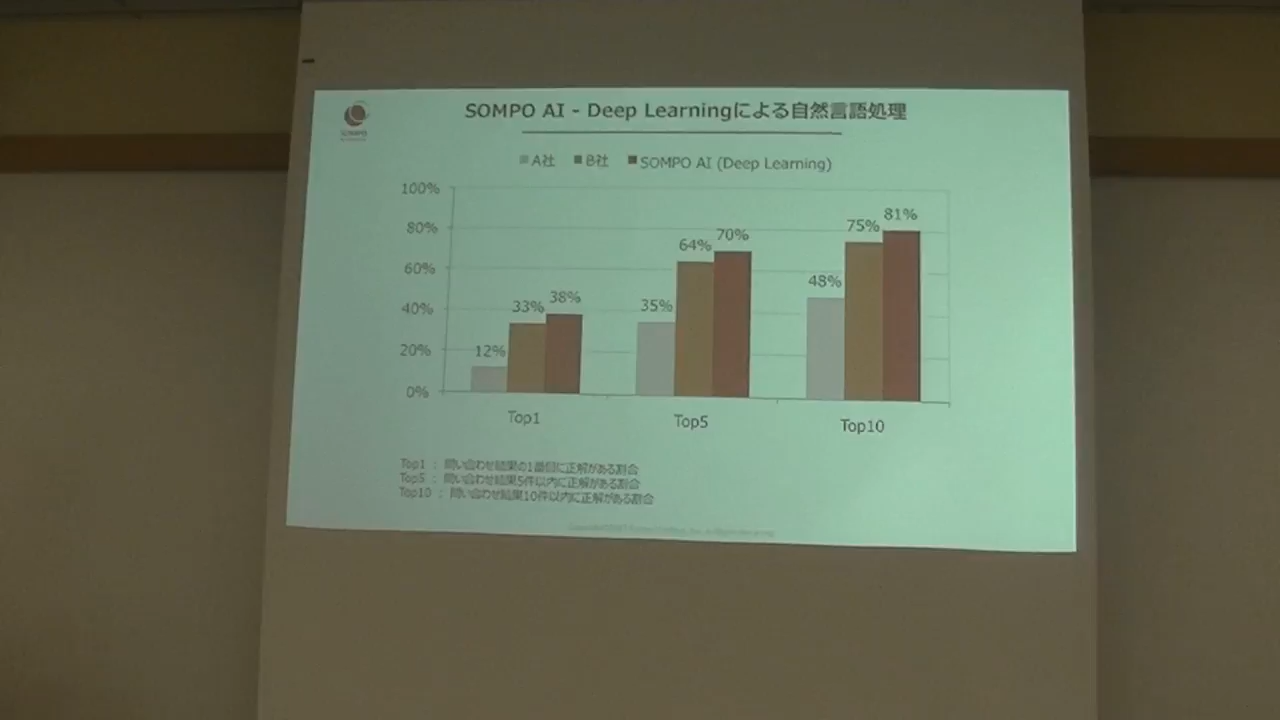 SOMPO AI - Deep Learningによる自然言語処理
SOMPO
A社 B社 SOMPO AI (Deep Learning)
100%
80%
60%
40%
20%
0%
12% 33% 38%
35% 64% 70%
48% 75% 81%
Top1 Top5 Top10
Top1 : 問い合わせ結果の1番目に正解がある割合
Top5 : 問い合わせ結果5件以内に正解がある割合
Top10 : 問い合わせ結果10件以内に正解がある割合